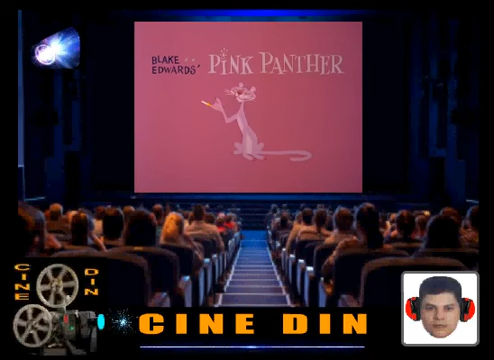 BLAKE
EDWARDS'
PINK PANTHER
CINE
DIN
CINE DIN